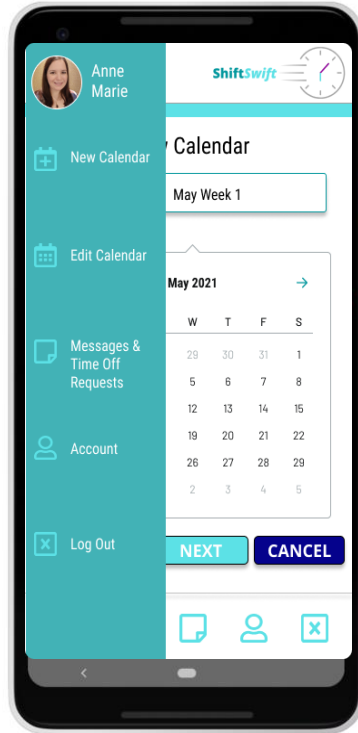 Anne
Marie
ShiftSwift
New Calendar
Edit Calendar
Messages &
Time Off
Requests
Account
Log Out
Calendar
May Week 1
May 2021
W T F S
29 30 31 1
5 6 7 8
12 13 14 15
19 20 21 22
26 27 28 29
2 3 4 5
NEXT
CANCEL